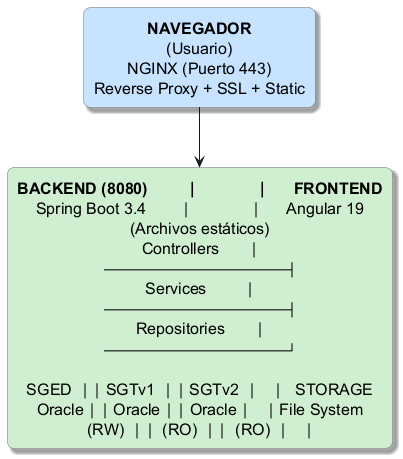 NAVEGADOR
(Usuario)
NGINX (Puerto 443)
Reverse Proxy + SSL + Static
BACKEND (8080) | | FRONTEND
Spring Boot 3.4 | | Angular 19
(Archivos estáticos)
Controllers |
Services |
Repositories |
SGED | | SGTv1 | | SGTv2 | | STORAGE
Oracle | | Oracle | | Oracle | | File System
(RW) | | (RO) | | (RO) | |